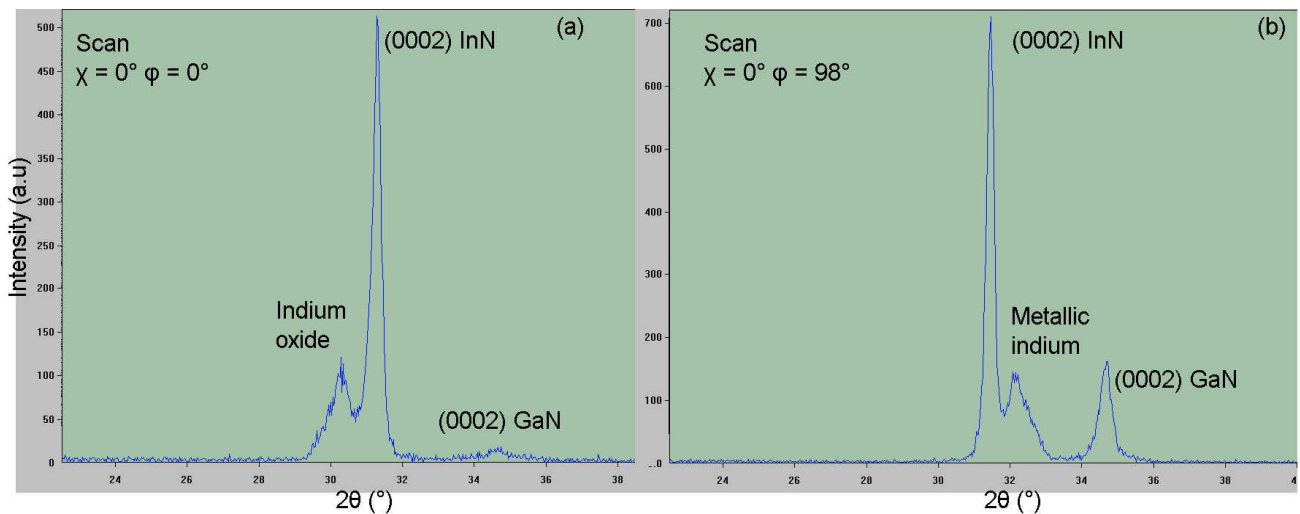 (a)
Scan
χ = 0° φ = 0°
(0002) InN
Indium
oxide
(0002) GaN
Intensity (a.u)
520
500
450
400
350
300
250
200
150
100
50
0
24
26
28
30
32
34
36
38
2θ (°)
(b)
Scan
χ = 0° φ = 98°
(0002) InN
Metallic
indium
(0002) GaN
700
600
500
400
300
200
100
-.0
24
26
28
30
32
34
36
38
4
2θ (°)